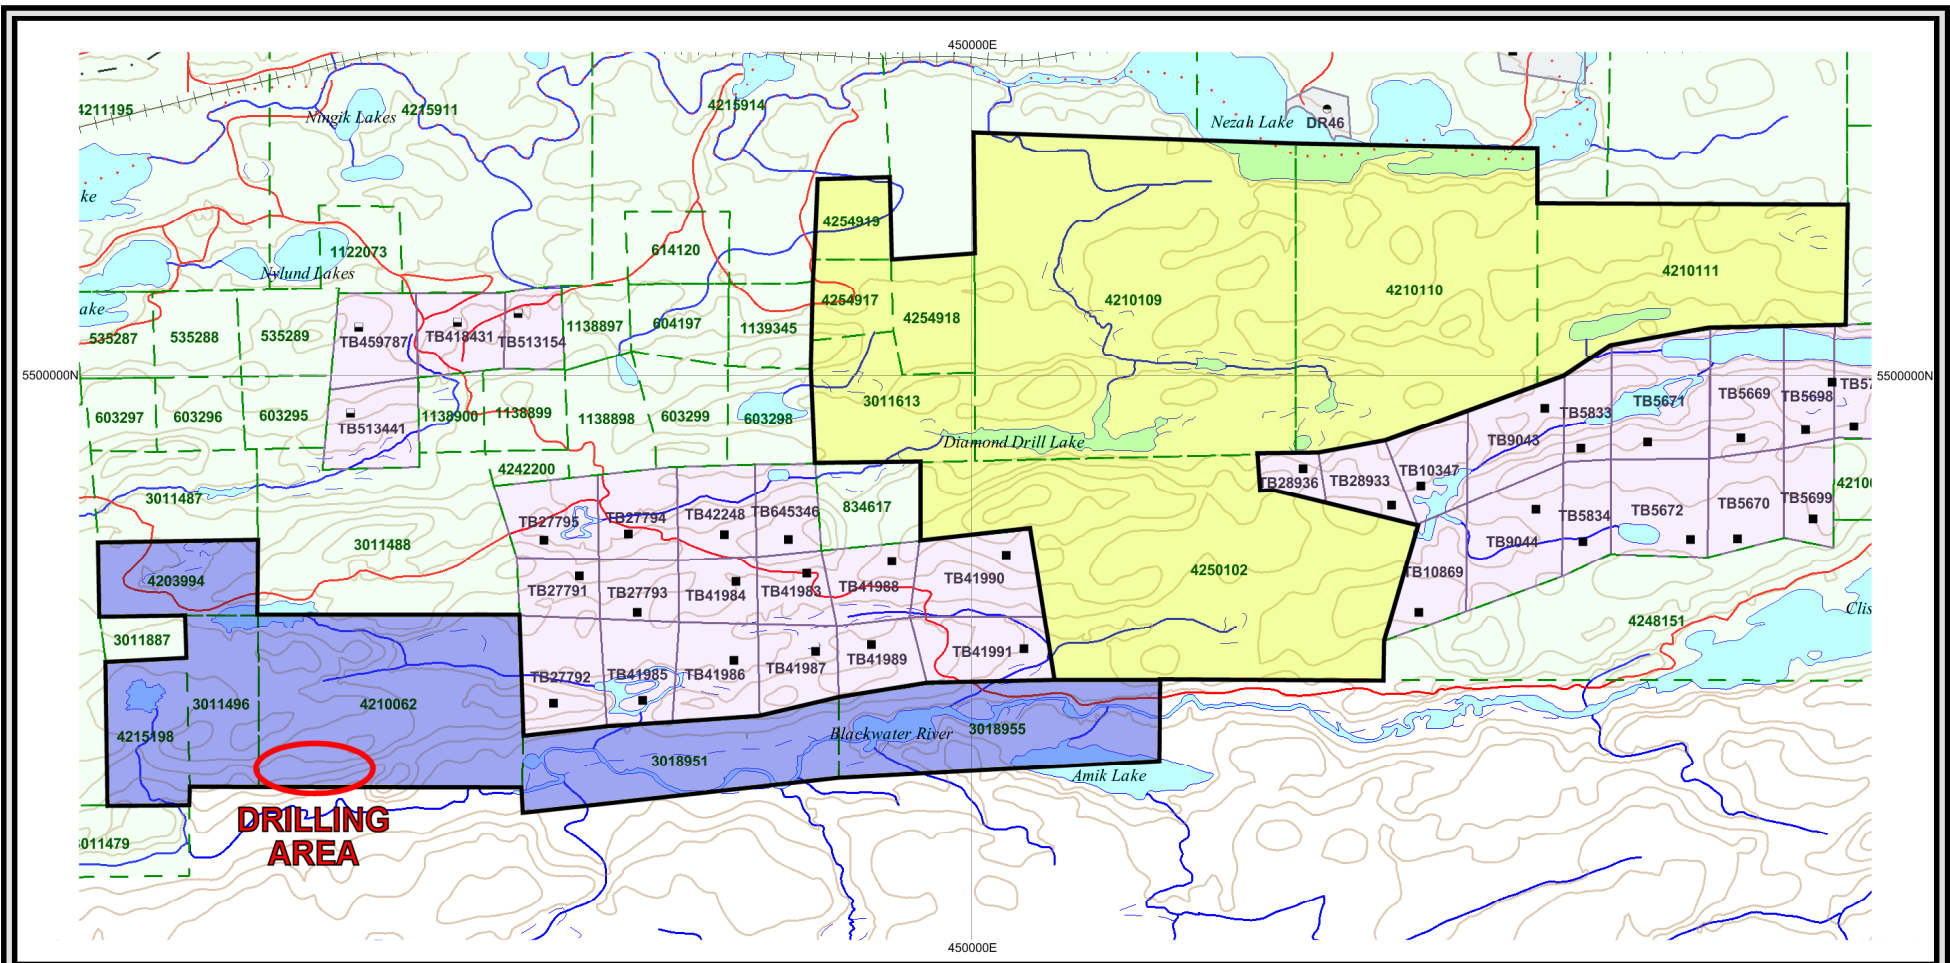 450000E
4211195
Ningik Lakes
4215911
4215914
Nezah Lake
DR46
ke
4254919
1122073
614120
Nylund Lakes
4210111
4210109
4210110
4254917
ake
4254918
535287
535288
535289
TB459787
TB418431
TB513154
1138897
604197
1139345
5500000N
5500000N
603297
603296
603295
TB513441
1138900
1138899
1138898
603299
603298
3011613
Diamond Drill Lake
TB9043
TB5833
TB5671
TB5669
TB5698
TB57
4242200
3011487
TB28936
TB28933
TB10347
42100
TB27795
TB27794
TB42248
TB645346
834617
TB9044
TB5834
TB5672
TB5670
TB5699
3011488
4203994
TB27791
TB27793
TB41984
TB41983
TB41988
TB41990
4250102
TB10869
Clis
3011887
4248151
TB27792
TB41985
TB41986
TB41987
TB41989
TB41991
3011496
4210062
4215198
3018951
Blackwater River
3018955
Amik Lake
DRILLING
AREA
011479
450000E